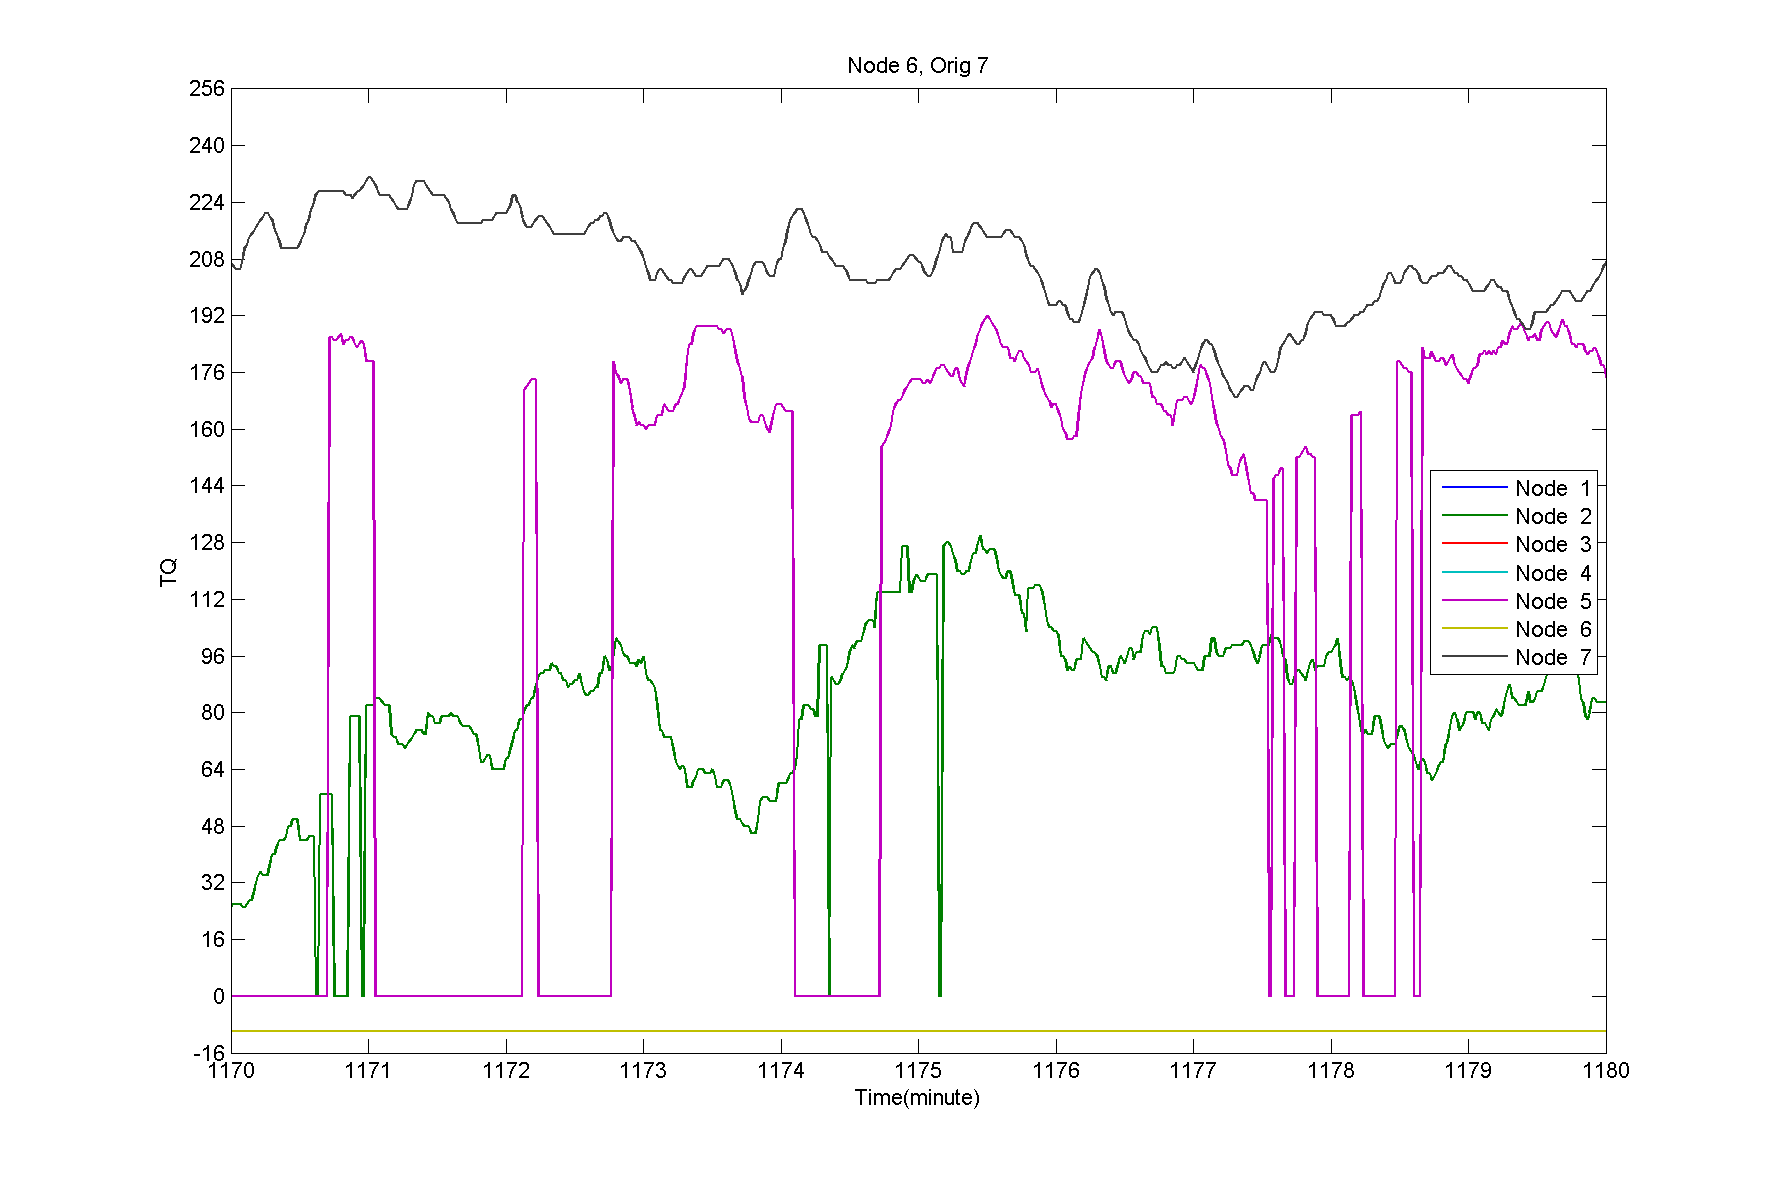 Node 6, Orig 7
256
240
224
208
192
176
160
144
128
112
96
80
64
48
32
16
0
-16
TQ
Node 1
Node 2
Node 3
Node 4
Node 5
Node 6
Node 7
1170 1171 1172 1173 1174 1175 1176 1177 1178 1179 1180
Time(minute)